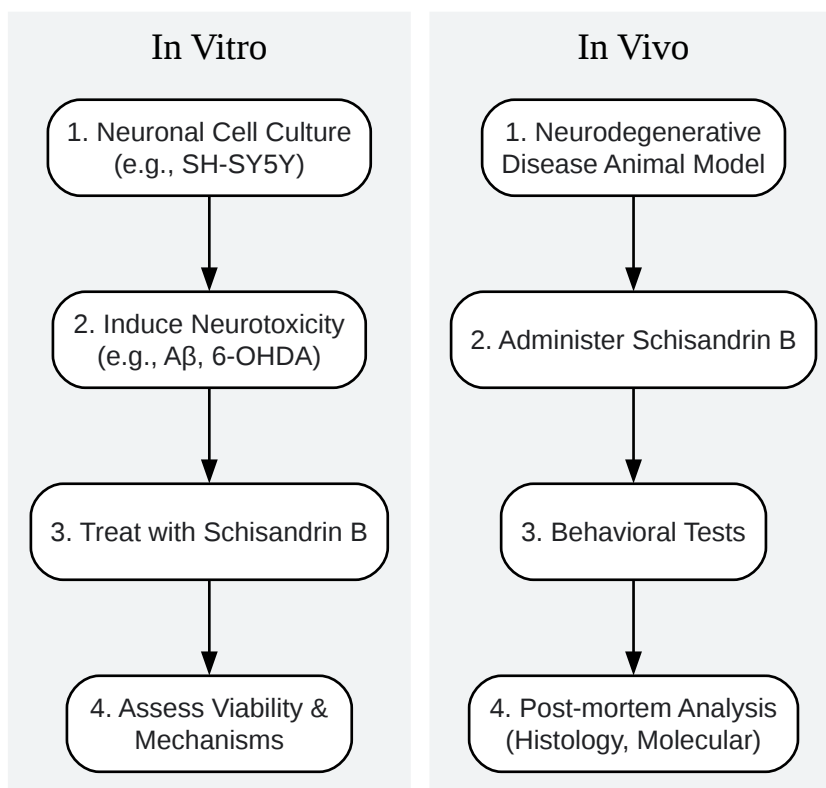 In Vitro
1. Neuronal Cell Culture
(e.g., SH-SY5Y)
2. Induce Neurotoxicity
(e.g., Aβ, 6-OHDA)
3. Treat with Schisandrin B
4. Assess Viability &
Mechanisms
In Vivo
1. Neurodegenerative
Disease Animal Model
2. Administer Schisandrin B
3. Behavioral Tests
4. Post-mortem Analysis
(Histology, Molecular)